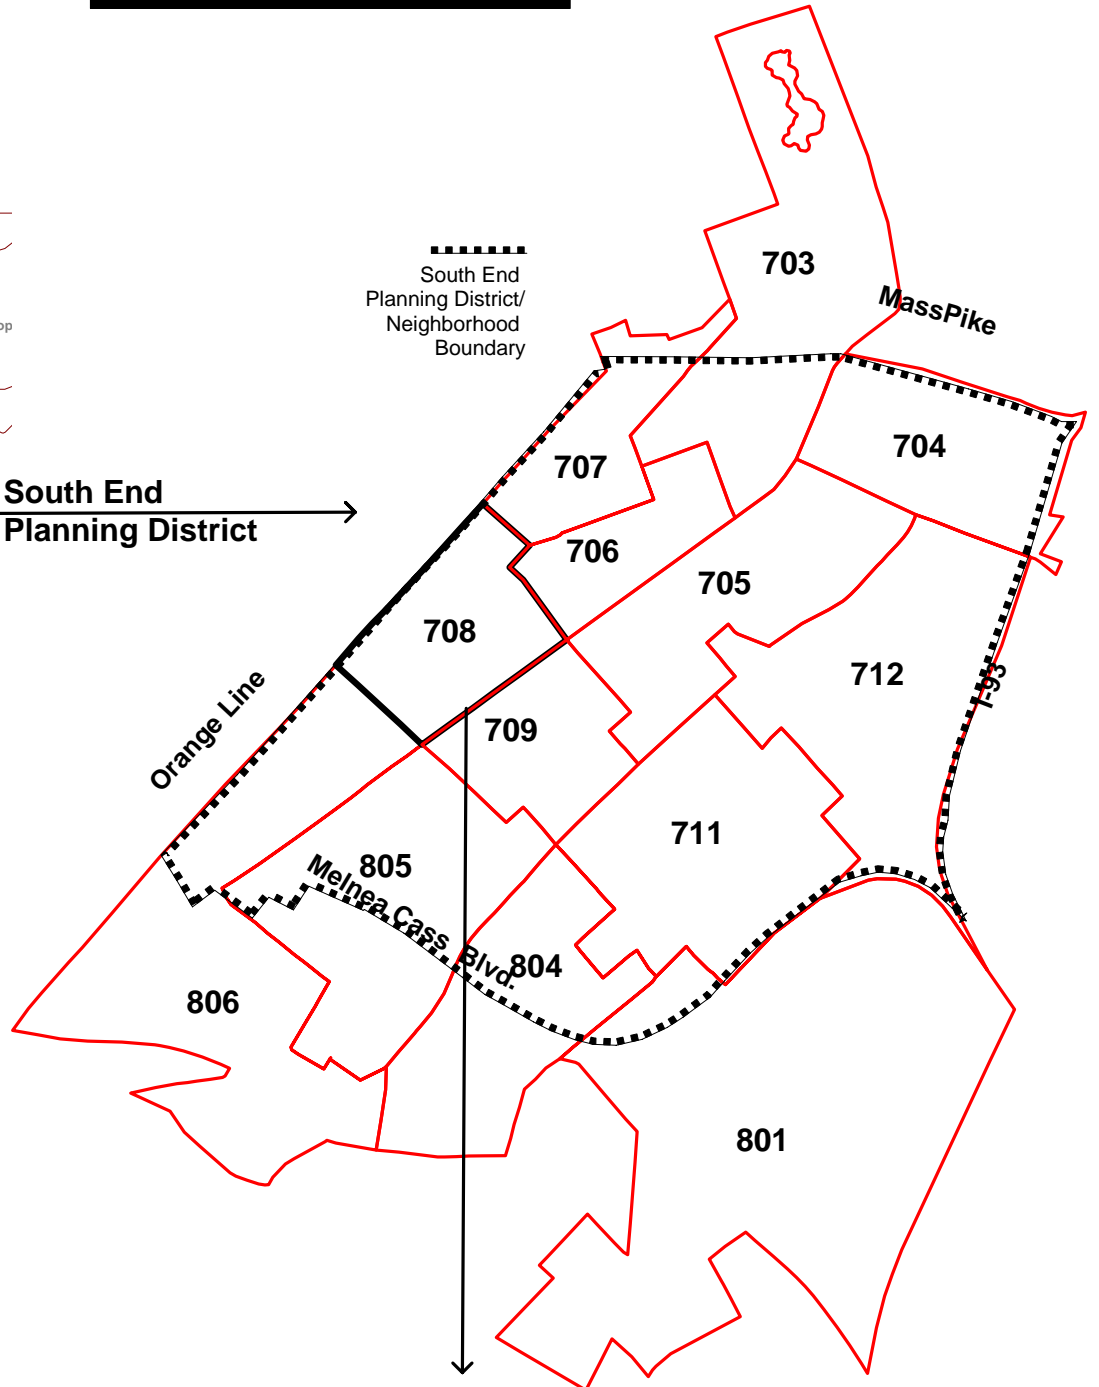 703
MassPike
South End
Planning District/
Neighborhood
Boundary
op
704
707
South End
Planning District
706
705
708
712
I-93
Orange Line
709
711
805
Melnea Cass Blvd.
804
806
801